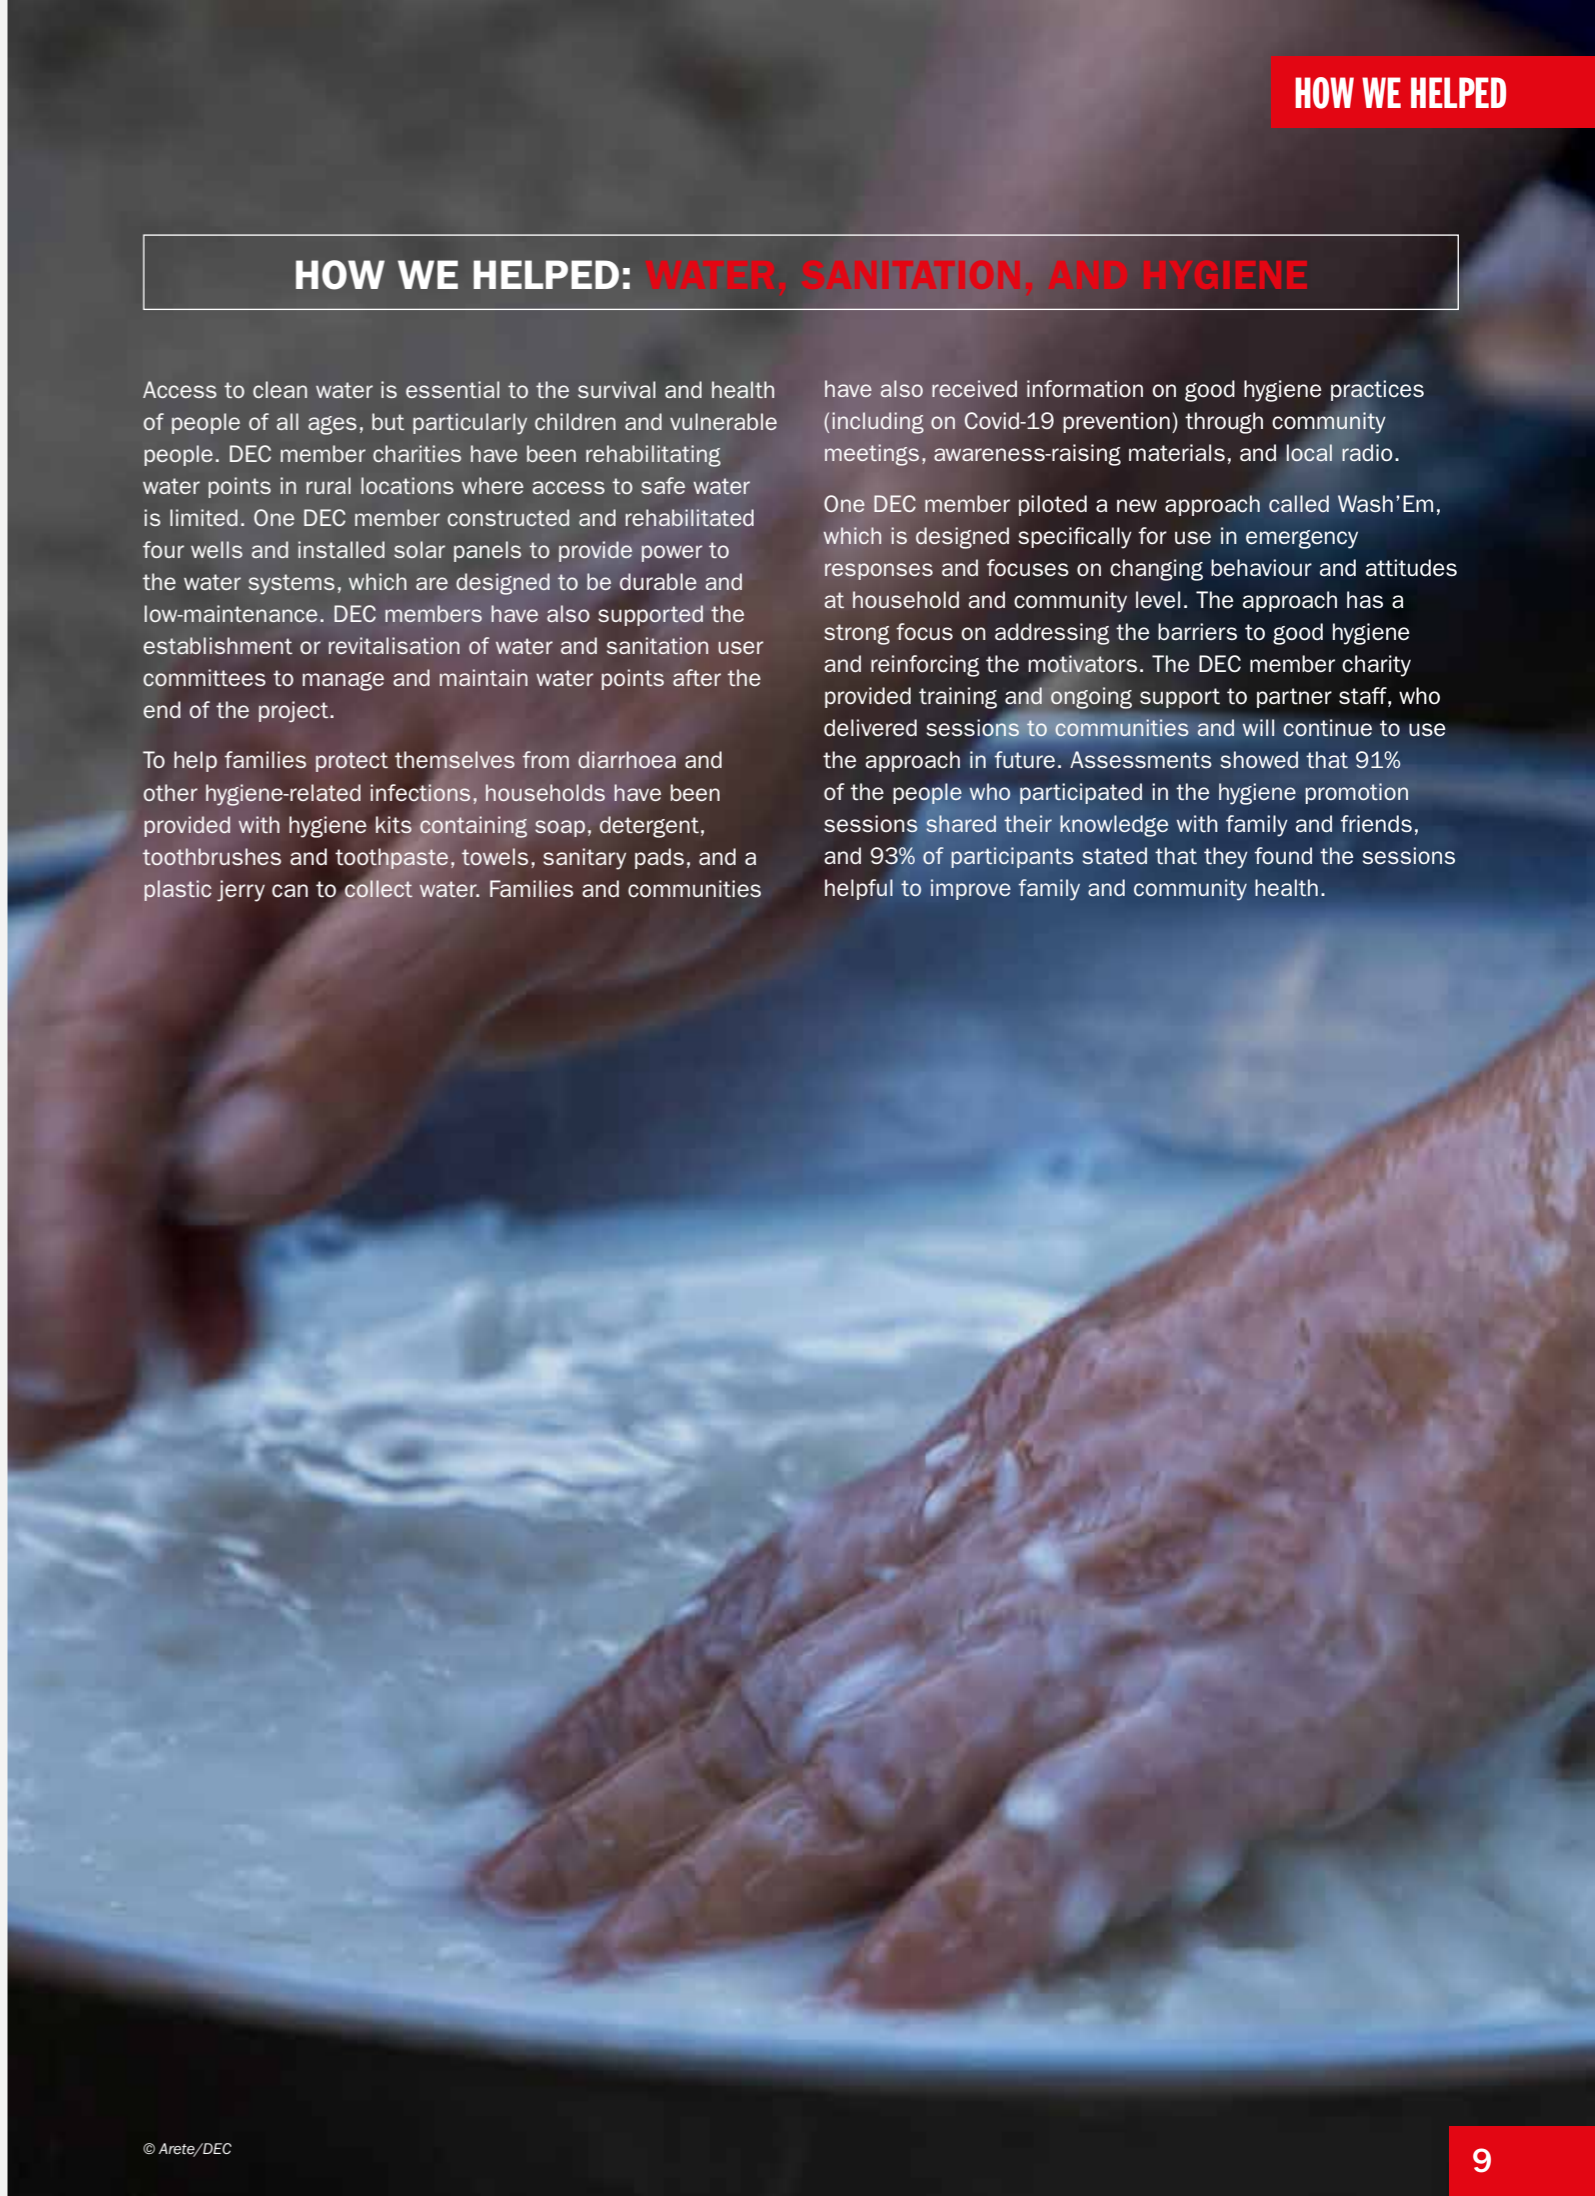 HOW WE HELPED
HOW WE HELPED: WATER, SANITATION, AND HYGIENE
Access to clean water is essential to the survival and health
of people of all ages, but particularly children and vulnerable
people. DEC member charities have been rehabilitating
water points in rural locations where access to safe water
is limited. One DEC member constructed and rehabilitated
four wells and installed solar panels to provide power to
the water systems, which are designed to be durable and
low-maintenance. DEC members have also supported the
establishment or revitalisation of water and sanitation user
committees to manage and maintain water points after the
end of the project.
To help families protect themselves from diarrhoea and
other hygiene-related infections, households have been
provided with hygiene kits containing soap, detergent,
toothbrushes and toothpaste, towels, sanitary pads, and a
plastic jerry can to collect water. Families and communities
have also received information on good hygiene practices
(including on Covid-19 prevention) through community
meetings, awareness-raising materials, and local radio.
One DEC member piloted a new approach called Wash'Em,
which is designed specifically for use in emergency
responses and focuses on changing behaviour and attitudes
at household and community level. The approach has a
strong focus on addressing the barriers to good hygiene
and reinforcing the motivators. The DEC member charity
provided training and ongoing support to partner staff, who
delivered sessions to communities and will continue to use
the approach in future. Assessments showed that 91%
of the people who participated in the hygiene promotion
sessions shared their knowledge with family and friends,
and 93% of participants stated that they found the sessions
helpful to improve family and community health.
© Arete/DEC
9